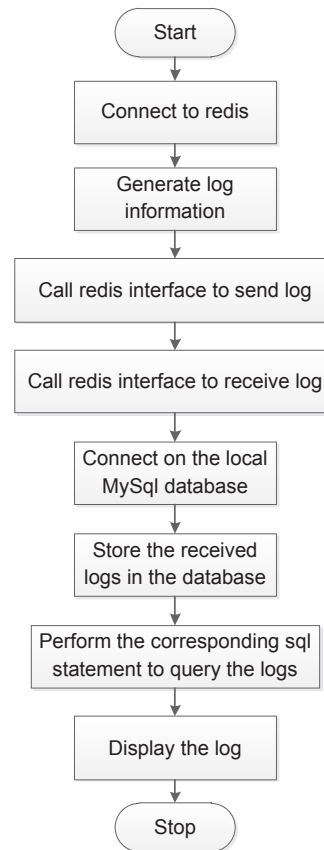 Start
Connect to redis
Generate log
information
Call redis interface to send log
Call redis interface to receive log
Connect on the local
MySql database
Store the received
logs in the database
Perform the corresponding sql
statement to query the logs
Display the log
Stop